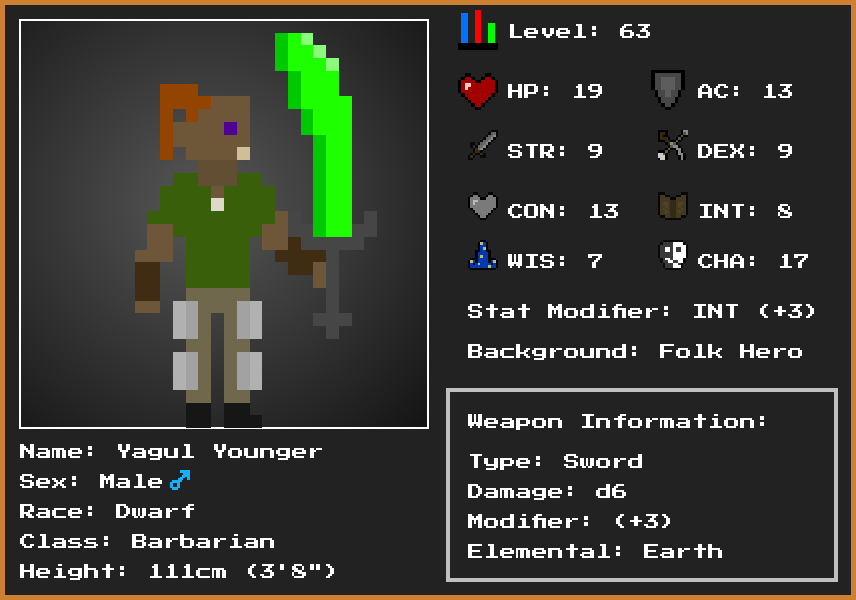 Level: 63
HP: 19
AC: 13
STR: 9
DEX: 9
CON: 13
INT: 8
WIS: 7
CHA: 17
Stat Modifier: INT (+3)
Background: Folk Hero
Weapon Information:
Type: Sword
Damage: d6
Modifier: (+3)
Elemental: Earth
Name: Yagul Younger
Sex: Male ♂
Race: Dwarf
Class: Barbarian
Height: 111cm (3'8")